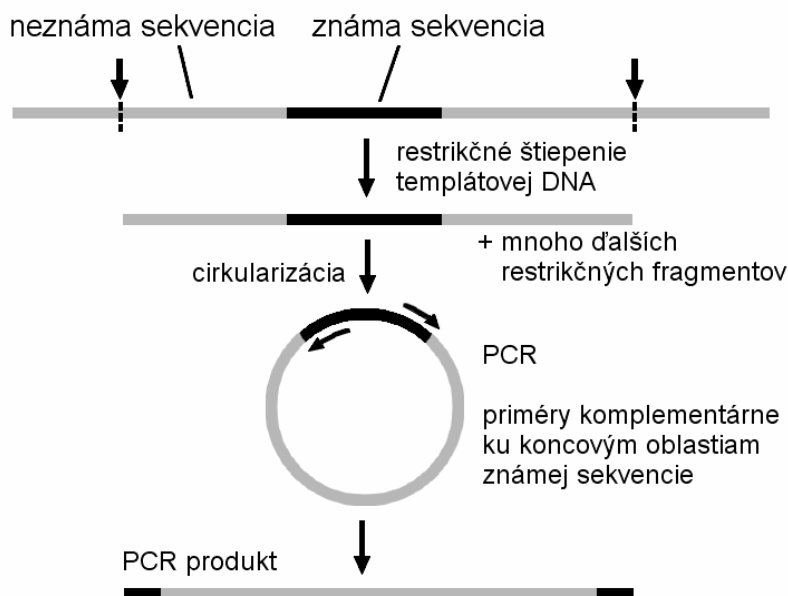 neznáma sekvencia
známa sekvencia
restrikčné štiepenie
templátovej DNA
+ mnoho ďalších
restrikčných fragmentov
cirkularizácia
PCR
priméry komplementárne
ku koncovým oblastiam
známej sekvencie
PCR produkt